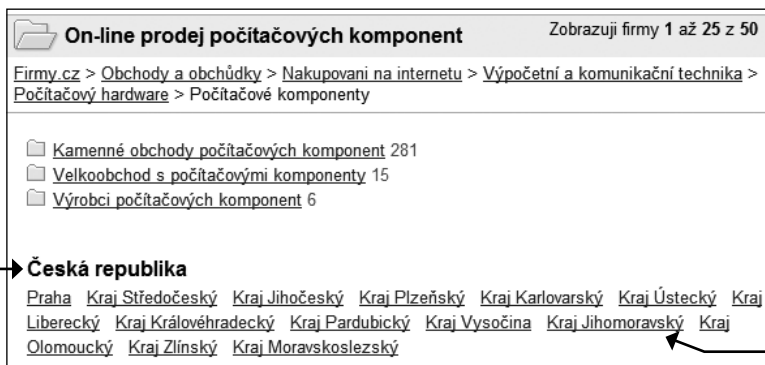 On-line prodej počítačových komponent
Zobrazuji firmy 1 až 25 z 50
Firmy.cz > Obchody a obchůdky > Nakupovani na internetu > Výpočetní a komunikační technika >
Počítačový hardware > Počítačové komponenty
Kamenné obchody počítačových komponent 281
Velkoobchod s počítačovými komponenty 15
Výrobci počítačových komponent 6
Česká republika
Praha Kraj Středočeský Kraj Jihočeský Kraj Plzeňský Kraj Karlovarský Kraj Ústecký Kraj
Liberecký Kraj Královéhradecký Kraj Pardubický Kraj Vysočina Kraj Jihomoravský Kraj
Olomoucký Kraj Zlínský Kraj Moravskoslezský